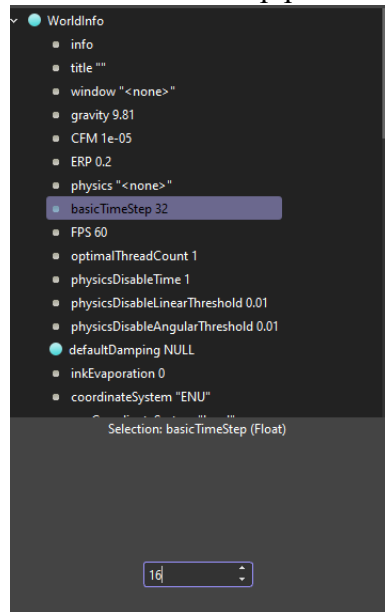 WorldInfo
info
title ""
window "<none>"
gravity 9.81
CFM 1e-05
ERP 0.2
physics "<none>"
basicTimeStep 32
FPS 60
optimalThreadCount 1
physicsDisableTime 1
physicsDisableLinearThreshold 0.01
physicsDisableAngularThreshold 0.01
defaultDamping NULL
inkEvaporation 0
coordinateSystem "ENU"
Selection: basicTimeStep (Float)
16